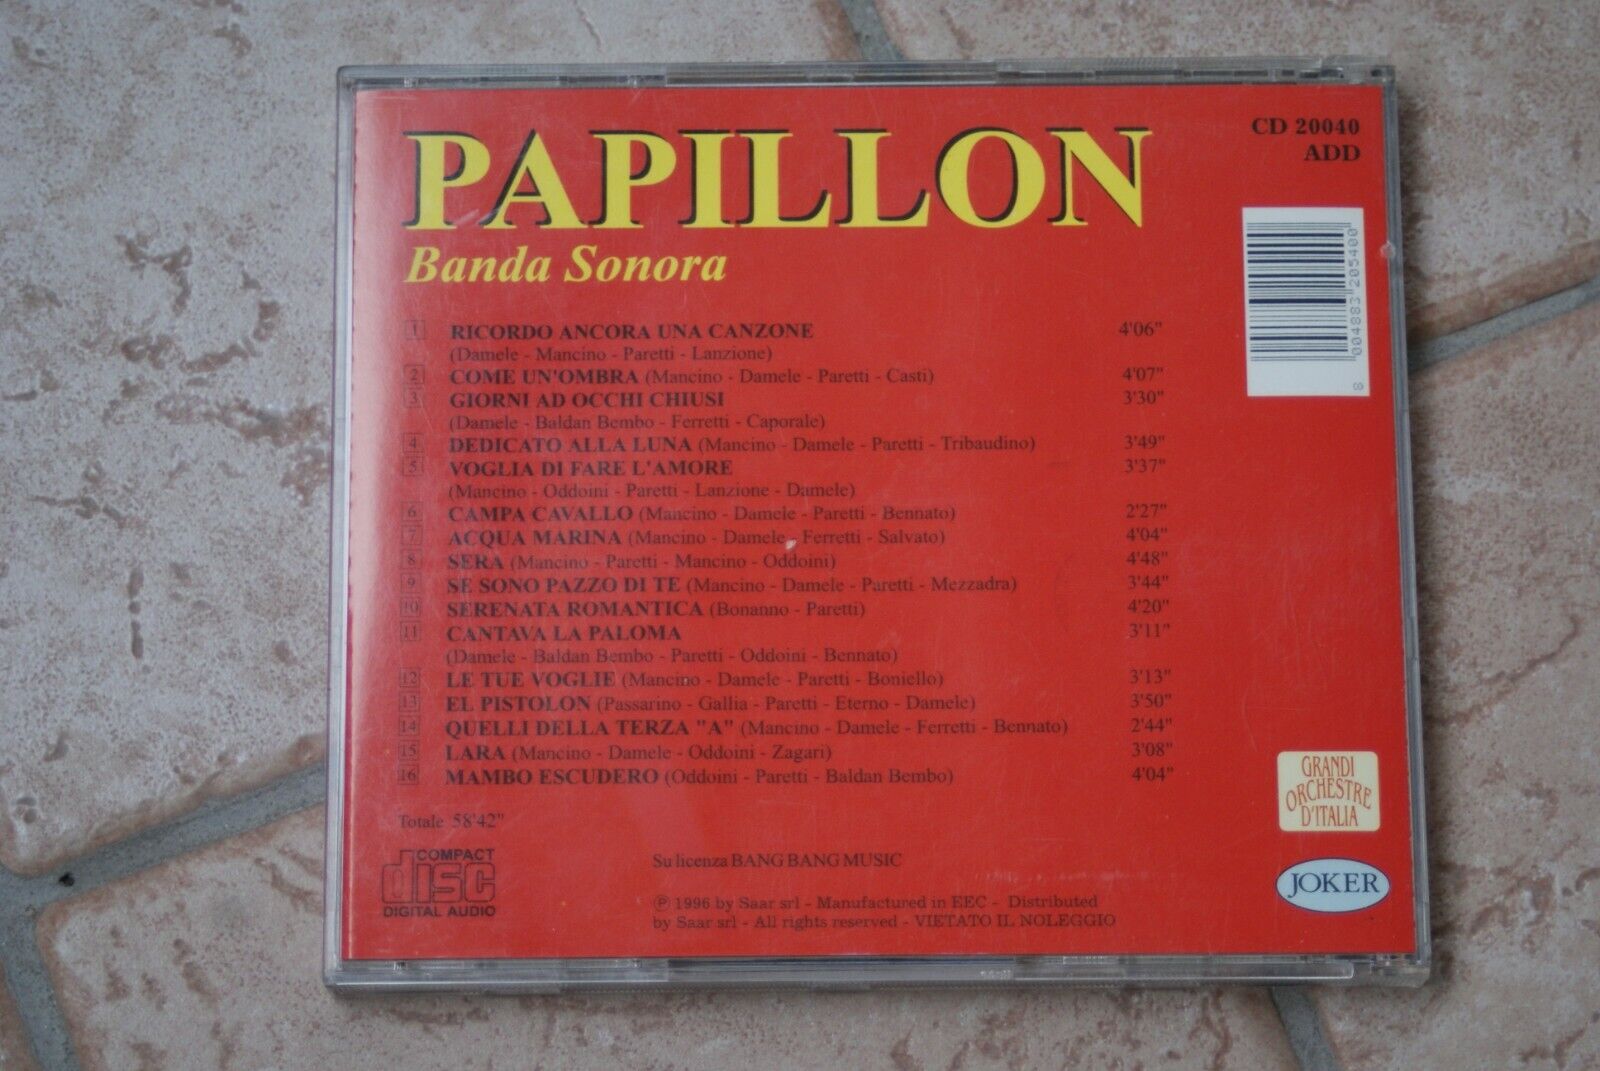 PAPILLON
Banda Sonora
CD 20040
ADD
8 004883 205400
1 RICORDO ANCORA UNA CANZONE 4'06"
(Damele - Mancino - Paretti - Lanzione)
2 COME UN'OMBRA (Mancino - Damele - Paretti - Casti) 4'07"
3 GIORNI AD OCCHI CHIUSI 3'30"
(Damele - Baldan Bembo - Ferretti - Caporale)
4 DEDICATO ALLA LUNA (Mancino - Damele - Paretti - Tribaudino) 3'49"
5 VOGLIA DI FARE L'AMORE 3'37"
(Mancino - Oddoini - Paretti - Lanzione - Damele)
6 CAMPA CAVALLO (Mancino - Damele - Paretti - Bennato) 2'27"
7 ACQUA MARINA (Mancino - Damele - Ferretti - Salvato) 4'04"
8 SERA (Mancino - Paretti - Mancino - Oddoini) 4'48"
9 SE SONO PAZZO DI TE (Mancino - Damele - Paretti - Mezzadra) 3'44"
10 SERENATA ROMANTICA (Bonanno - Paretti) 4'20"
11 CANTAVA LA PALOMA 3'11"
(Damele - Baldan Bembo - Paretti - Oddoini - Bennato)
12 LE TUE VOGLIE (Mancino - Damele - Paretti - Boniello) 3'13"
13 EL PISTOLON (Passarino - Gallia - Paretti - Eterno - Damele) 3'50"
14 QUELLI DELLA TERZA "A" (Mancino - Damele - Ferretti - Bennato) 2'44"
15 LARA (Mancino - Damele - Oddoini - Zagari) 3'08"
16 MAMBO ESCUDERO (Oddoini - Paretti - Baldan Bembo) 4'04"
Totale 58'42"
GRANDI
ORCHESTRE
D'ITALIA
COMPACT
disc
DIGITAL AUDIO
Su licenza BANG BANG MUSIC
℗ 1996 by Saar srl - Manufactured in EEC - Distributed
by Saar srl - All rights reserved - VIETATO IL NOLEGGIO
JOKER